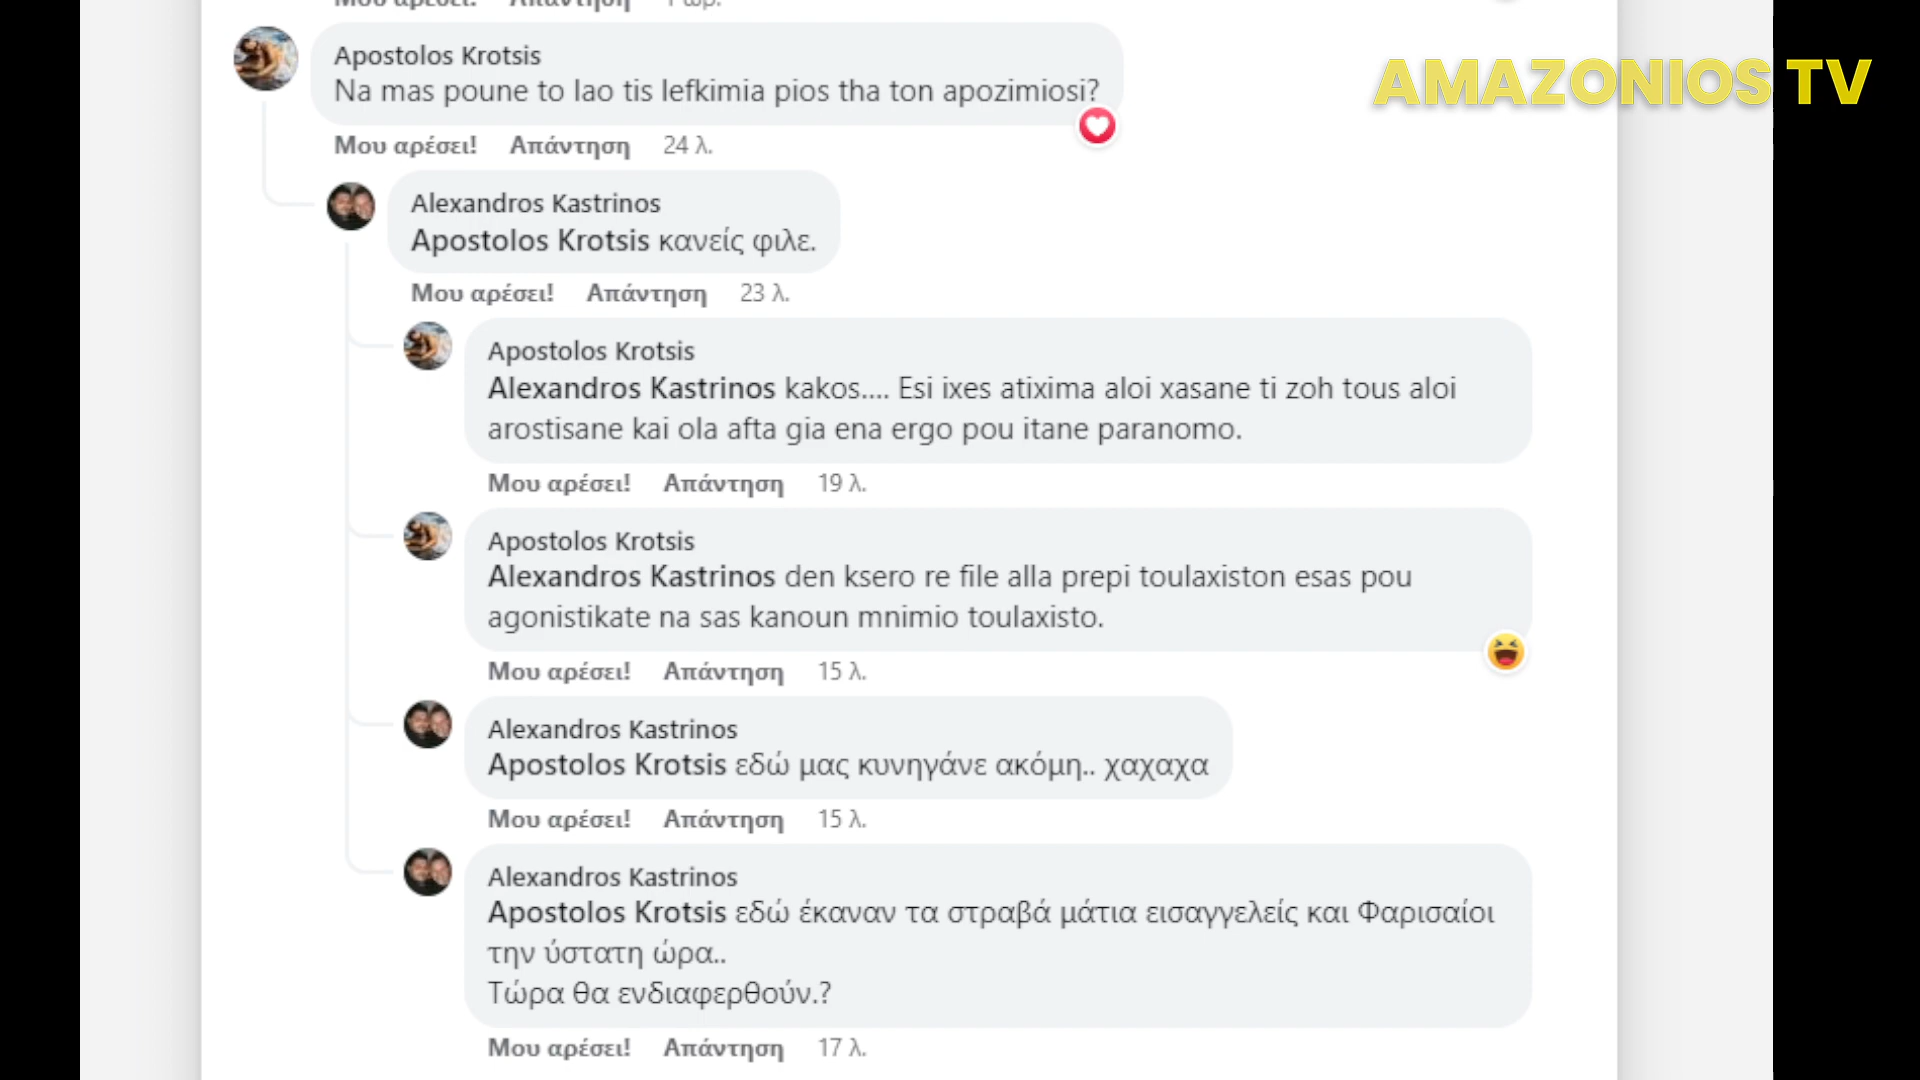 Μου αρέσει! Απάντηση 1 ώρ.
Apostolos Krotsis
Na mas poune to lao tis lefkimia pios tha ton apozimiosi?
Μου αρέσει! Απάντηση 24 λ.
Alexandros Kastrinos
Apostolos Krotsis κανείς φιλε.
Μου αρέσει! Απάντηση 23 λ.
Apostolos Krotsis
Alexandros Kastrinos kakos.... Esi ixes atixima aloi xasane ti zoh tous aloi
arostisane kai ola afta gia ena ergo pou itane paranomo.
Μου αρέσει! Απάντηση 19 λ.
Apostolos Krotsis
Alexandros Kastrinos den ksero re file alla prepi toulaxiston esas pou
agonistikate na sas kanoun mnimio toulaxisto.
Μου αρέσει! Απάντηση 15 λ.
Alexandros Kastrinos
Apostolos Krotsis εδώ μας κυνηγάνε ακόμη.. χαχαχα
Μου αρέσει! Απάντηση 15 λ.
Alexandros Kastrinos
Apostolos Krotsis εδώ έκαναν τα στραβά μάτια εισαγγελείς και Φαρισαίοι
την ύστατη ώρα..
Τώρα θα ενδιαφερθούν.?
Μου αρέσει! Απάντηση 17 λ.
AMAZONIOS TV